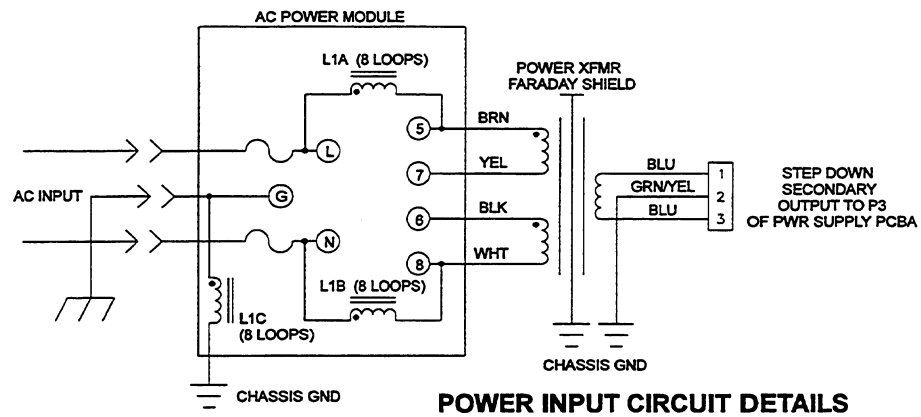 AC POWER MODULE
L1A (8 LOOPS)
POWER XFMR
FARADAY SHIELD
5
BRN
L
7
YEL
BLU
1
STEP DOWN
AC INPUT
G
GRN/YEL
2
SECONDARY
6
BLK
BLU
3
OUTPUT TO P3
OF PWR SUPPLY PCBA
N
8
WHT
L1B (8 LOOPS)
L1C
(8 LOOPS)
CHASSIS GND
CHASSIS GND
POWER INPUT CIRCUIT DETAILS